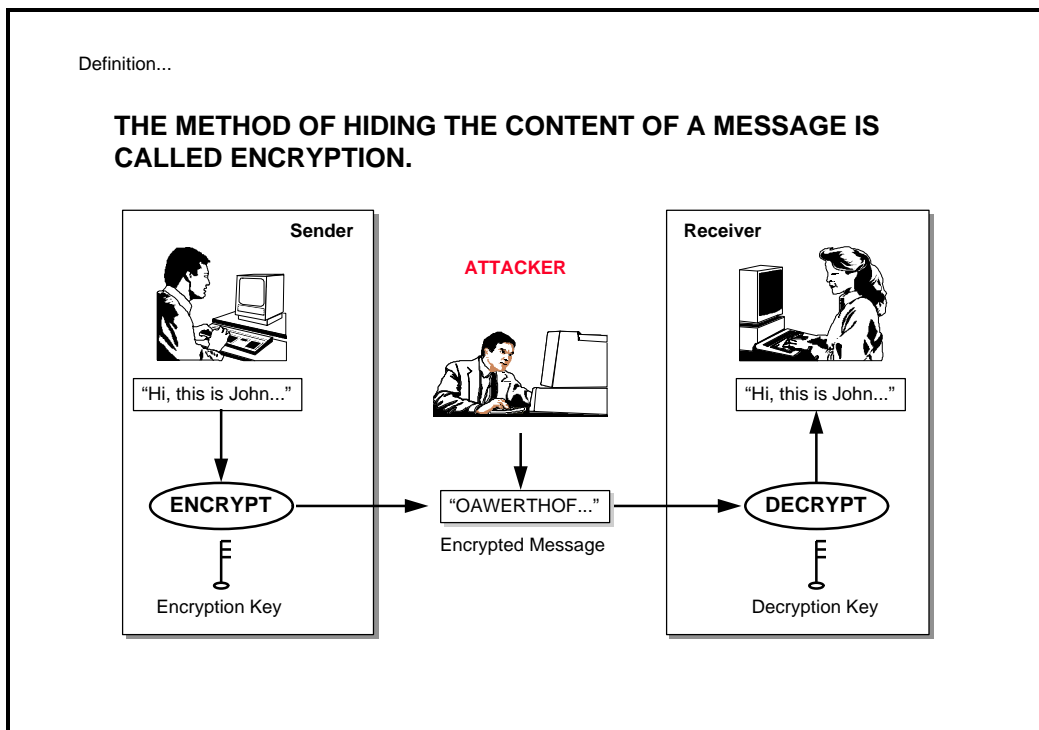 Definition...
THE METHOD OF HIDING THE CONTENT OF A MESSAGE IS
CALLED ENCRYPTION.
Sender
Receiver
ATTACKER
“Hi, this is John...”
“Hi, this is John...”
ENCRYPT
“OAWERTHOF...”
DECRYPT
Encrypted Message
Encryption Key
Decryption Key